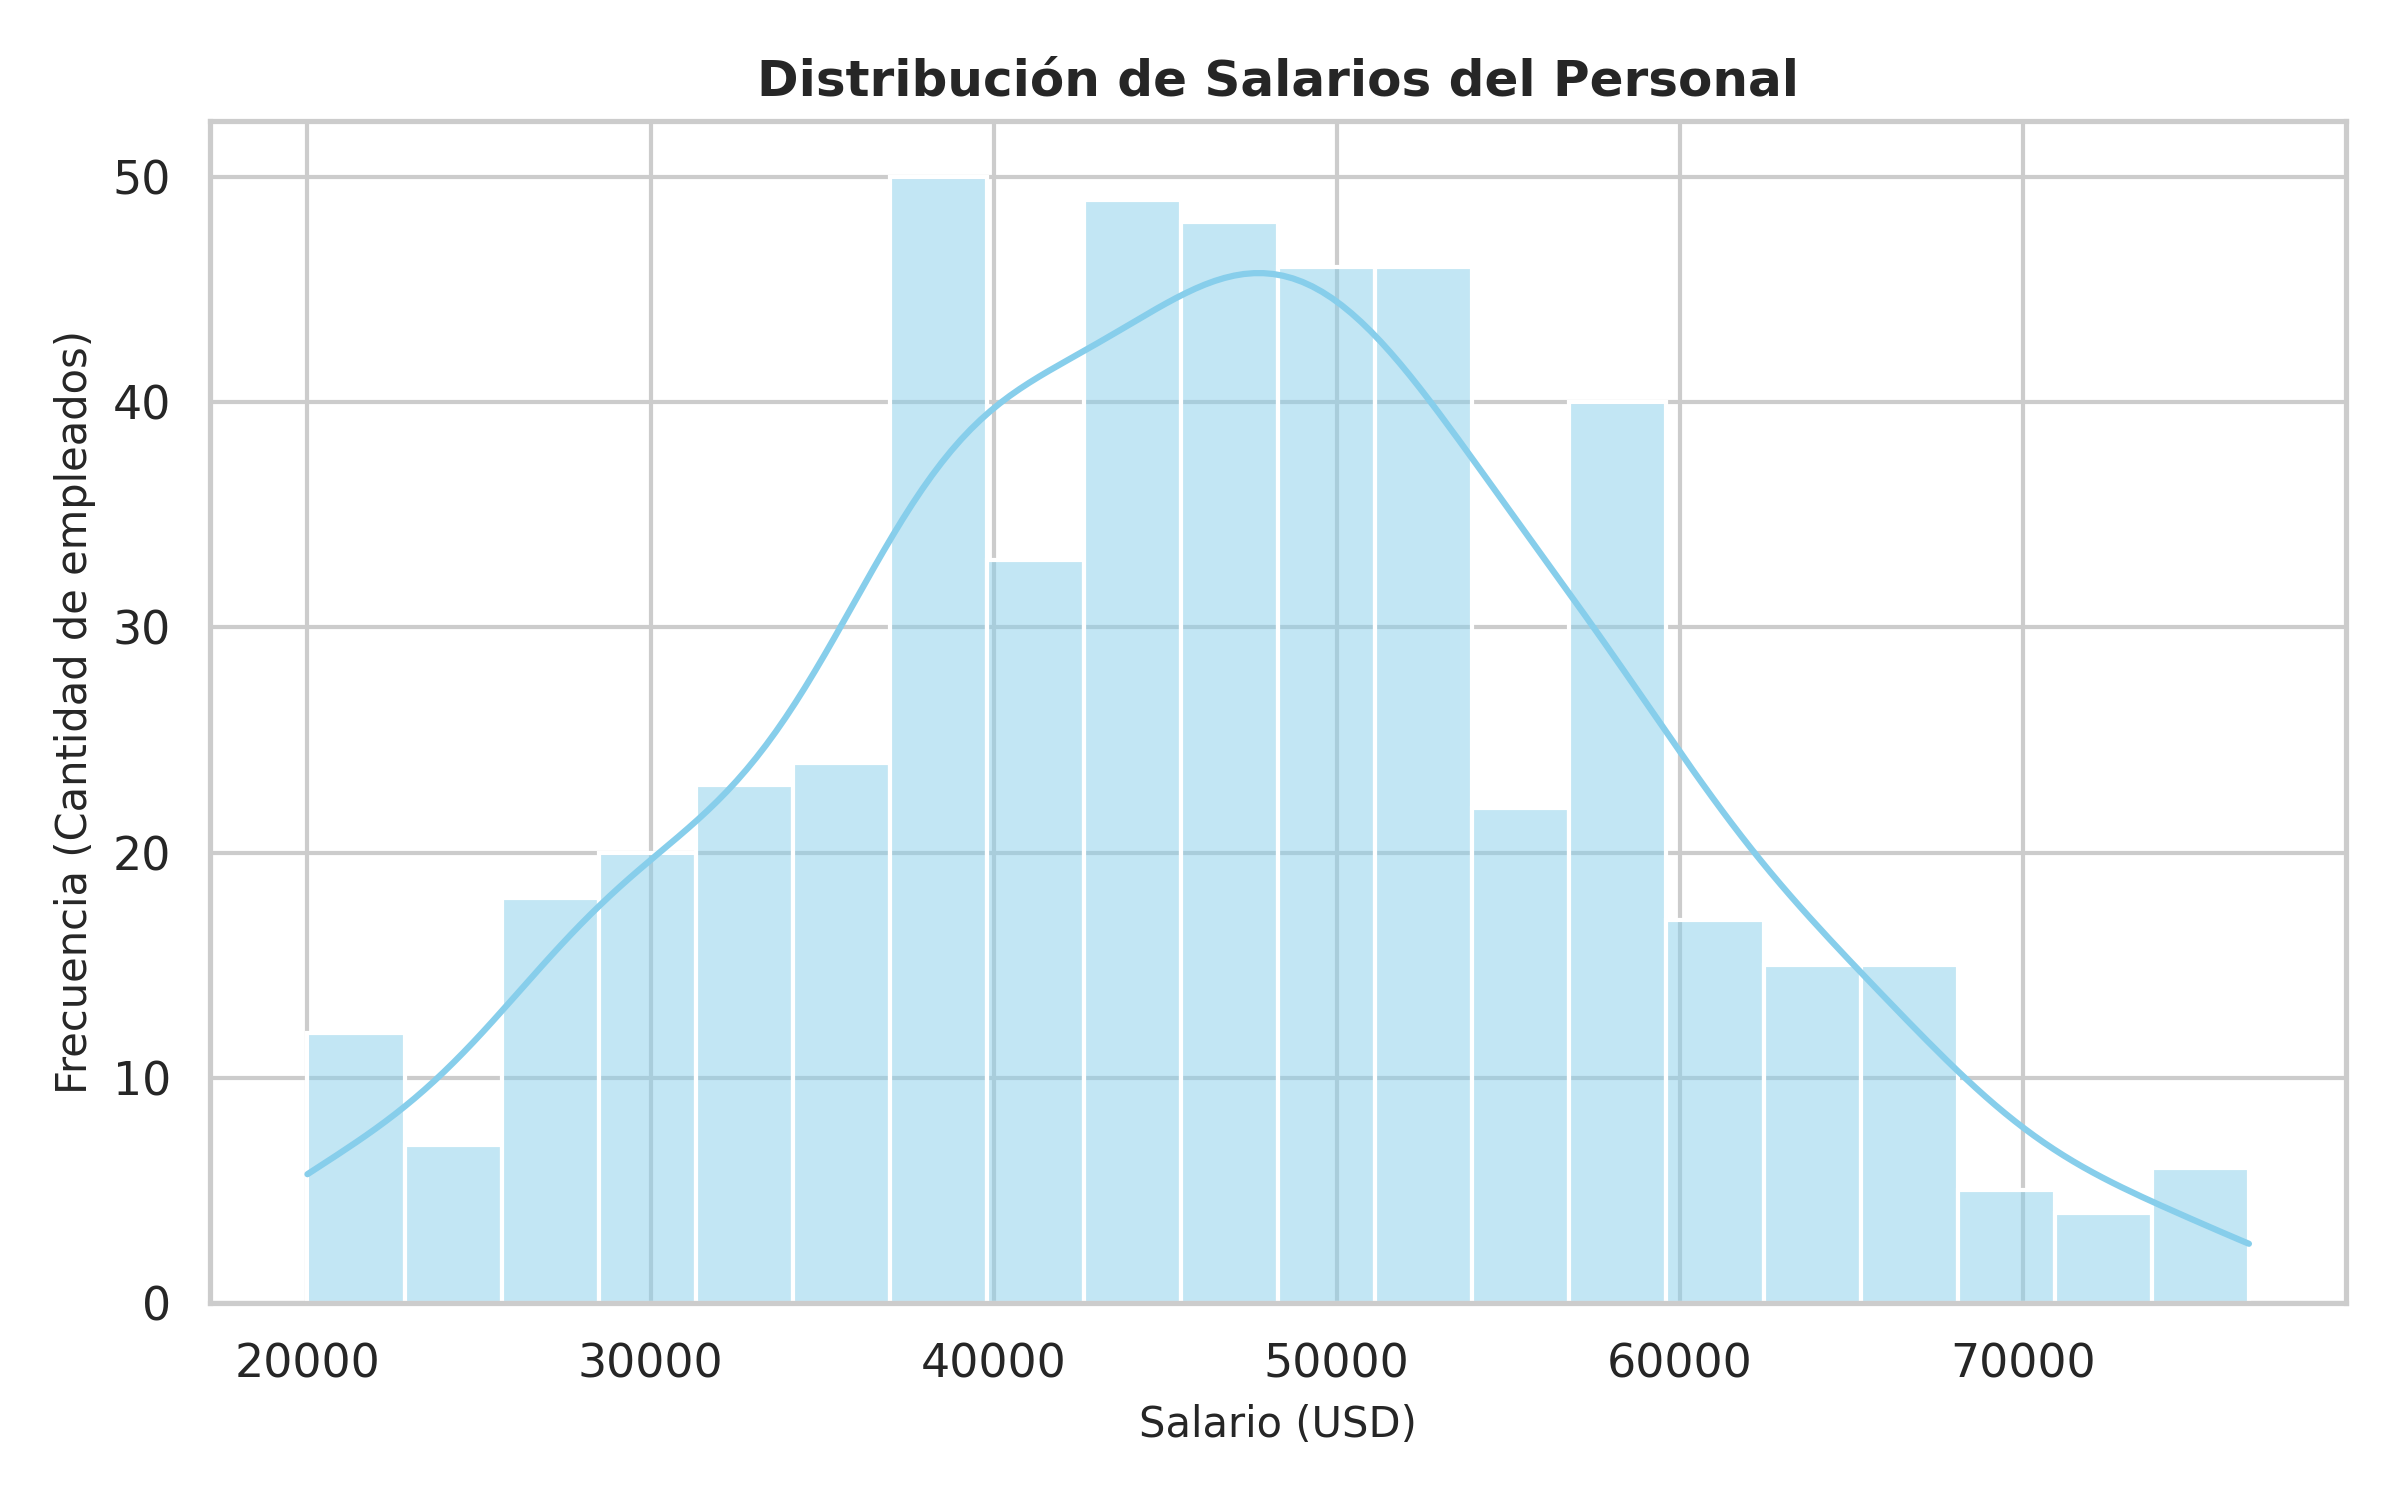 Distribución de Salarios del Personal
Frecuencia (Cantidad de empleados)
50
40
30
20
10
0
20000 30000 40000 50000 60000 70000
Salario (USD)